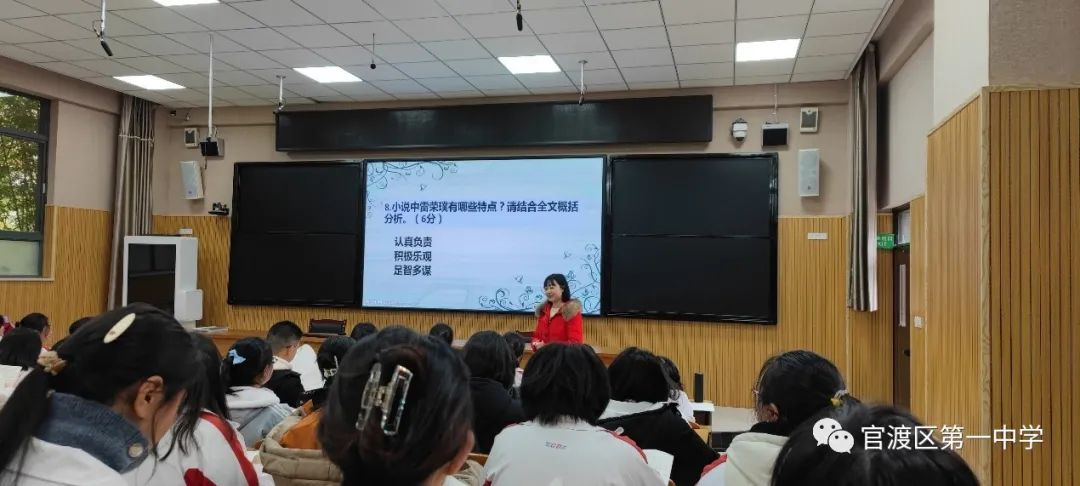 8.小说中雷荣璞有哪些特点？请结合全文概括
分析。（6分）
认真负责
积极乐观
足智多谋
官渡区第一中学